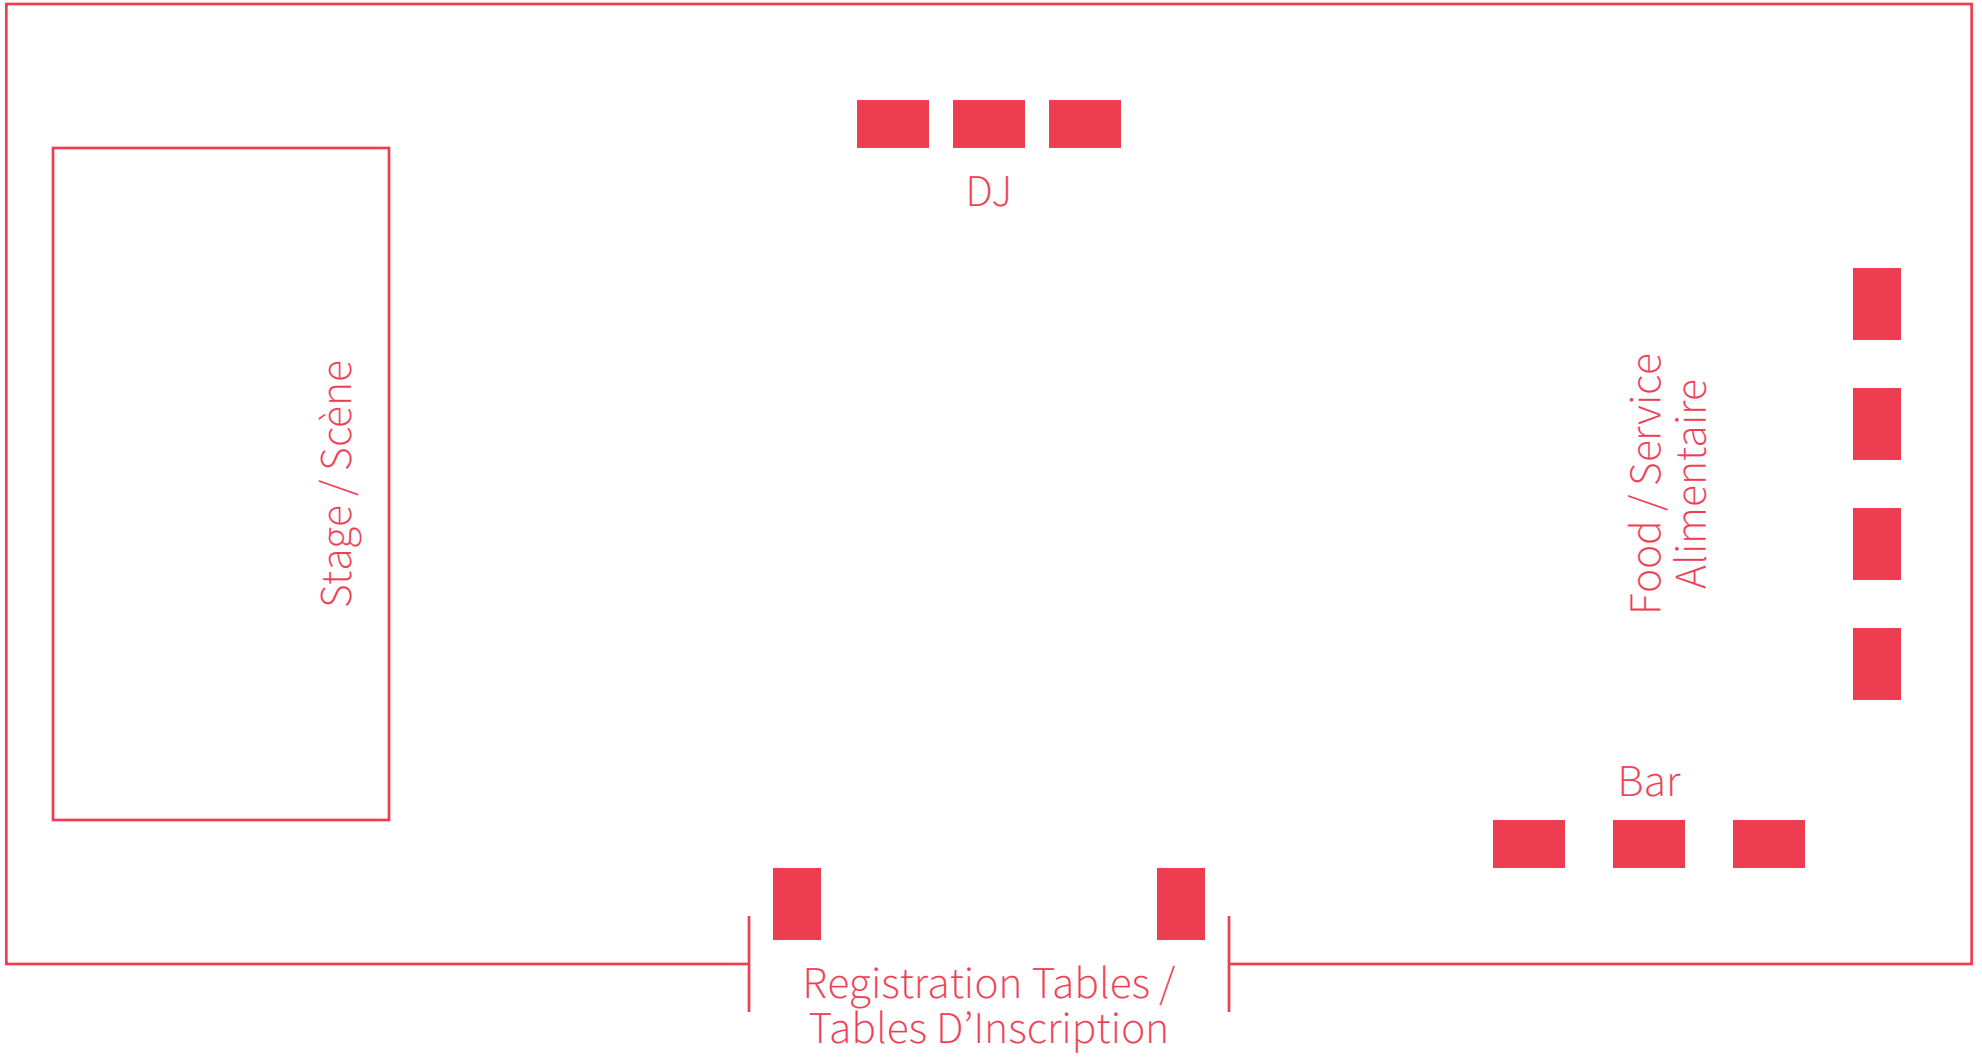 DJ
Stage / Scène
Food / Service
Alimentaire
Bar
Registration Tables /
Tables D’Inscription